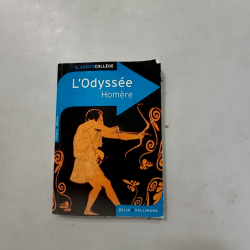 CLASSICOCOLLÈGE
L'Odyssée
Homère
BELIN ■ GALLIMARD